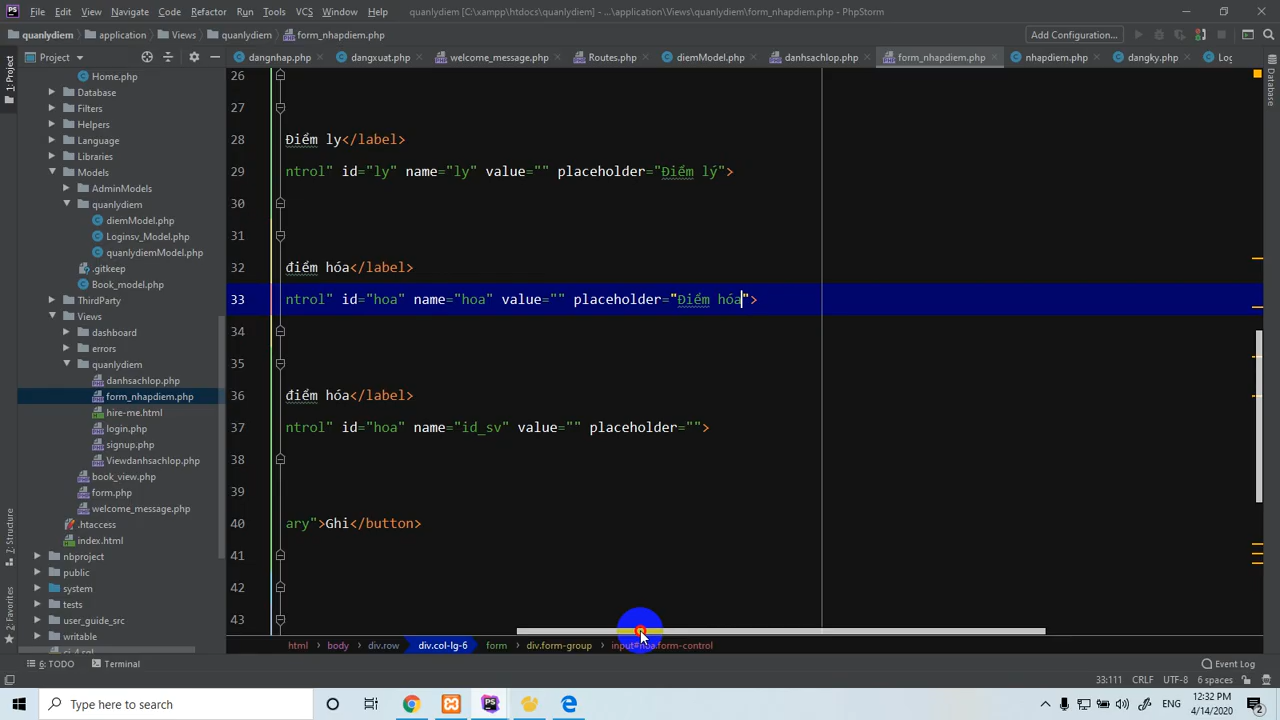 File Edit View Navigate Code Refactor Run Tools VCS Window Help quanlydiem [C:\xampp\htdocs\quanlydiem] - ...\application\Views\quanlydiem\form_nhapdiem.php - PhpStorm
quanlydiem application Views quanlydiem form_nhapdiem.php Add Configuration...
Project dangnhap.php dangxuat.php welcome_message.php Routes.php diemModel.php danhsachlop.php form_nhapdiem.php nhapdiem.php dangky.php Log
1: Project
Database
Home.php
Database
Filters
Helpers
Language
Libraries
Models
AdminModels
quanlydiem
diemModel.php
Loginsv_Model.php
quanlydiemModel.php
.gitkeep
Book_model.php
ThirdParty
Views
dashboard
errors
quanlydiem
danhsachlop.php
form_nhapdiem.php
hire-me.html
login.php
signup.php
Viewdanhsachlop.php
book_view.php
form.php
welcome_message.php
.htaccess
index.html
nbproject
public
system
tests
user_guide_src
writable
7: Structure
2: Favorites
26
27
28 Điểm ly</label>
29 ntrol" id="ly" name="ly" value="" placeholder="Điểm lý">
30
31
32 điểm hóa</label>
33 ntrol" id="hoa" name="hoa" value="" placeholder="Điểm hóa">
34
35
36 điểm hóa</label>
37 ntrol" id="hoa" name="id_sv" value="" placeholder="">
38
39
40 ary">Ghi</button>
41
42
43
html body div.row div.col-lg-6 form div.form-group input#hoa.form-control
6: TODO Terminal Event Log
33:111 CRLF UTF-8 6 spaces
Type here to search
ENG
12:32 PM
4/14/2020
2